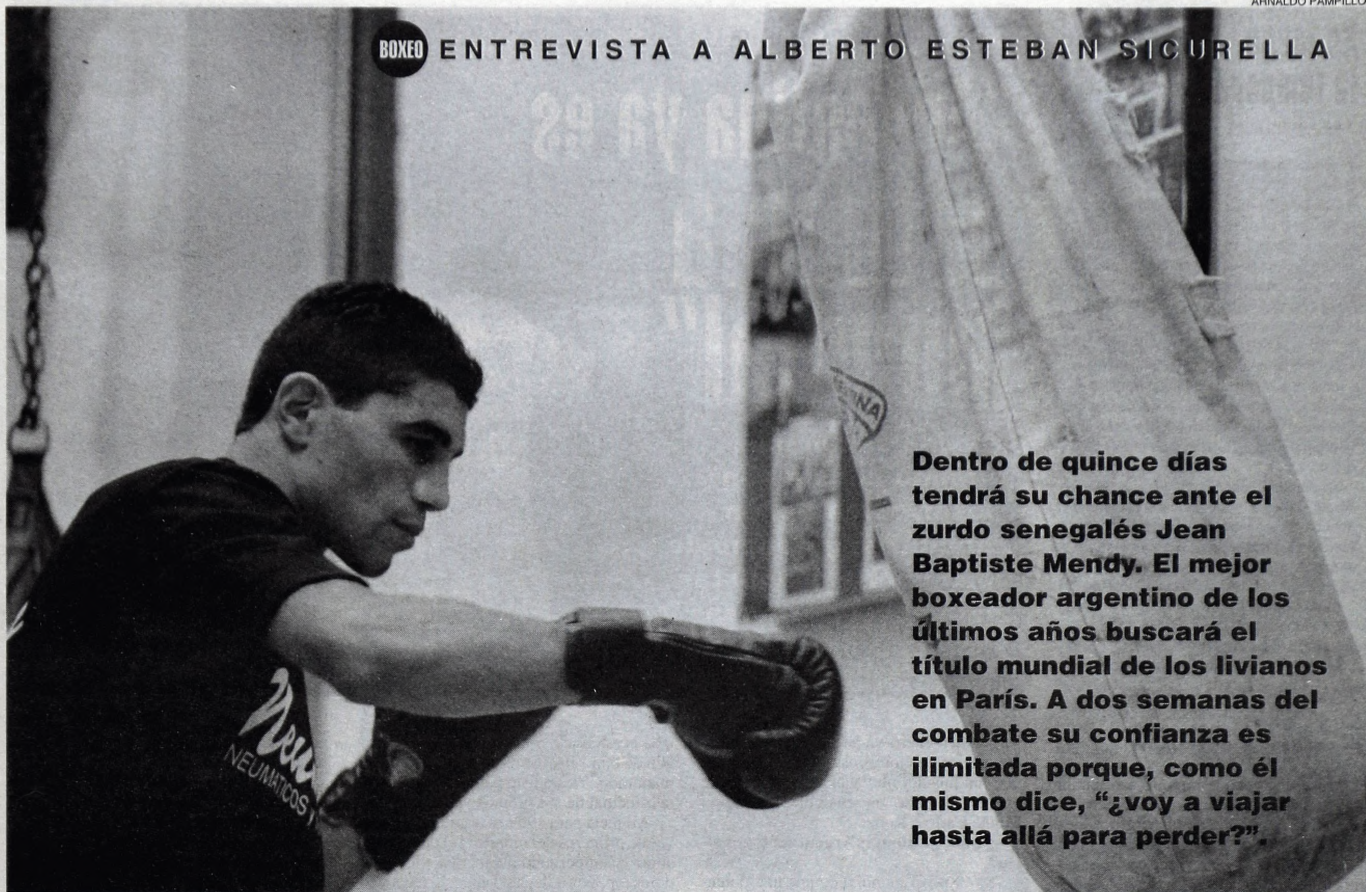 ARNALDO PAMPILLO
BOXEO ENTREVISTA A ALBERTO ESTEBAN SICURELLA
Dentro de quince días
tendrá su chance ante el
zurdo senegalés Jean
Baptiste Mendy. El mejor
boxeador argentino de los
últimos años buscará el
título mundial de los livianos
en París. A dos semanas del
combate su confianza es
ilimitada porque, como él
mismo dice, “¿voy a viajar
hasta allá para perder?”.
NEUMATICOS